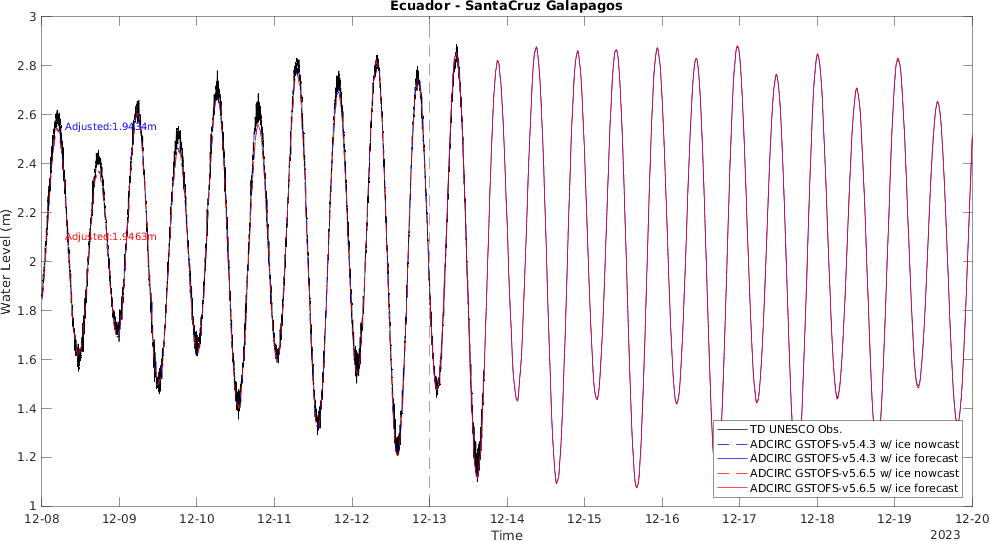 Ecuador - SantaCruz Galapagos
3
2.8
2.6
2.4
2.2
2
1.8
1.6
1.4
1.2
1
Water Level (m)
Adjusted:1.9434m
Adjusted:1.9463m
TD UNESCO Obs.
ADCIRC GSTOFS-v5.4.3 w/ ice nowcast
ADCIRC GSTOFS-v5.4.3 w/ ice forecast
ADCIRC GSTOFS-v5.6.5 w/ ice nowcast
ADCIRC GSTOFS-v5.6.5 w/ ice forecast
12-08 12-09 12-10 12-11 12-12 12-13 12-14 12-15 12-16 12-17 12-18 12-19 12-20
Time
2023